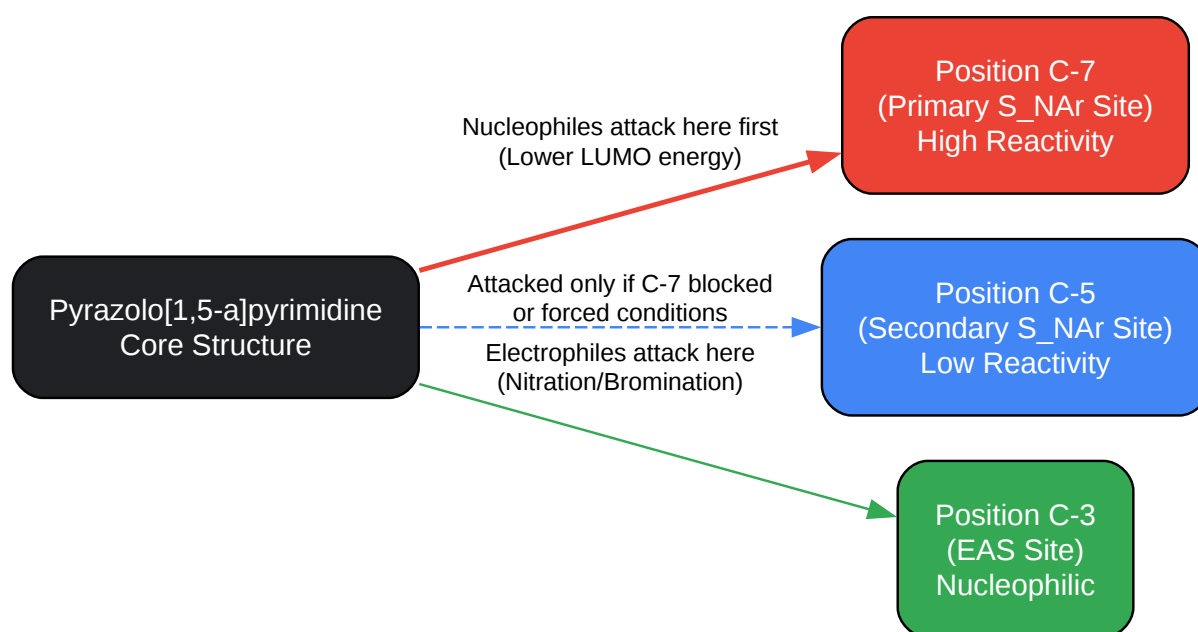 Position C-7
(Primary S_NAr Site)
High Reactivity
Nucleophiles attack here first
(Lower LUMO energy)
Pyrazolo[1,5-a]pyrimidine
Core Structure
Attacked only if C-7 blocked
or forced conditions
Position C-5
(Secondary S_NAr Site)
Low Reactivity
Electrophiles attack here
(Nitration/Bromination)
Position C-3
(EAS Site)
Nucleophilic